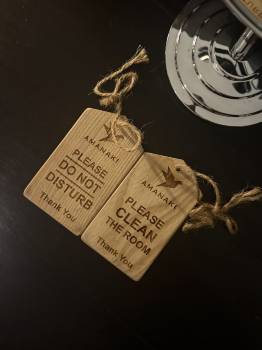 AMANAKI
PLEASE
DO NOT
DISTURB
Thank You
AMANAKI
PLEASE
CLEAN
THE ROOM
Thank You